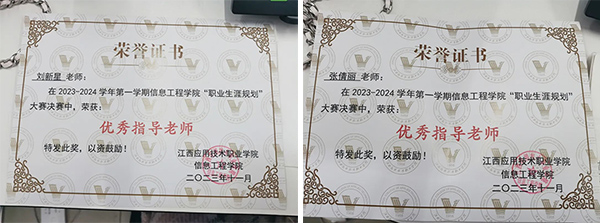 荣誉证书
刘新星 老师：
在 2023-2024 学年第一学期信息工程学院“职业生涯规划”
大赛决赛中，荣获：
优秀指导老师
特发此奖，以资鼓励！
江西应用技术职业学院
信息工程学院
二〇二三年十一月
荣誉证书
张倩丽 老师：
在 2023-2024 学年第一学期信息工程学院“职业生涯规划”
大赛决赛中，荣获：
优秀指导老师
特发此奖，以资鼓励！
江西应用技术职业学院
信息工程学院
二〇二三年十一月